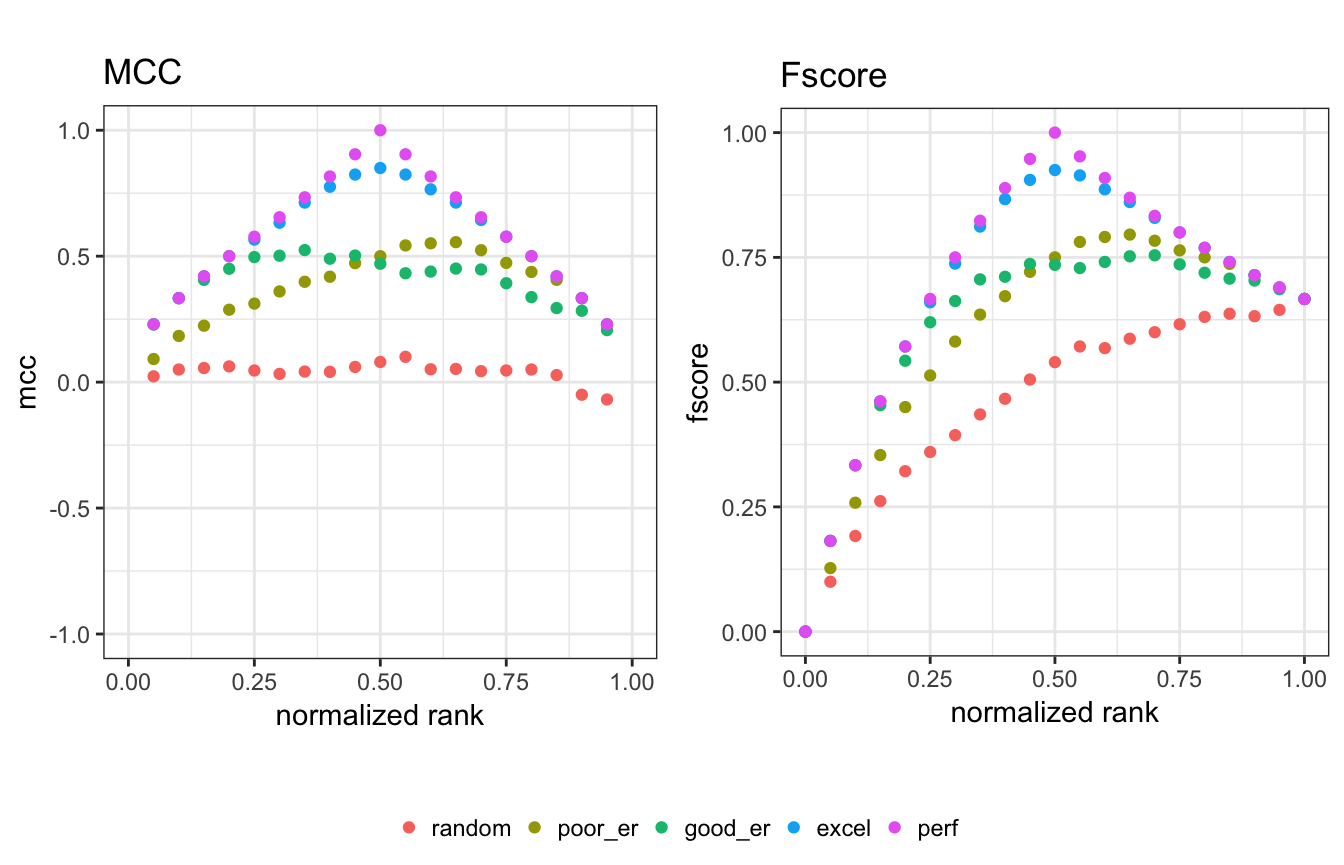 MCC
1.0
0.5
0.0
-0.5
-1.0
mcc
0.00 0.25 0.50 0.75 1.00
normalized rank
Fscore
1.00
0.75
0.50
0.25
0.00
fscore
0.00 0.25 0.50 0.75 1.00
normalized rank
random poor_er good_er excel perf